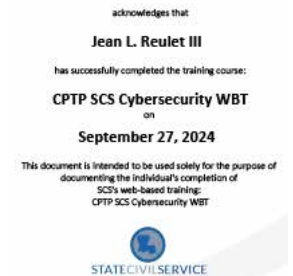 acknowledges that
Jean L. Reulet III
has successfully completed the training course:
CPTP SCS Cybersecurity WBT
on
September 27, 2024
This document is intended to be used solely for the purpose of
documenting the individual's completion of
SCS's web-based training:
CPTP SCS Cybersecurity WBT
STATECIVILSERVICE